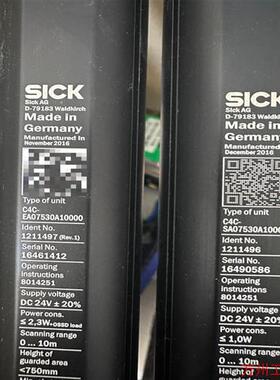 SICK
Sick AG
D-79183 Waldkirch
Made in
Germany
Manufactured in
November 2016
Type of unit
C4C-
EA07530A10000
Ident No.
1211497 (Rev.1)
Serial No.
16461412
Operating
Instructions
8014251
Supply voltage
DC 24V ± 20%
Power cons.
≤ 2,3W+OSSD load
Scanning range
0 ... 10m
Height of
guarded area
<750mm
SICK
Sick AG
D-79183 Waldkirch
Made in
Germany
Manufactured in
December 2016
Type of unit
C4C-
SA07530A10000
Ident No.
1211496
Serial No.
16490586
Operating
Instructions
8014251
Supply voltage
DC 24V ± 20%
Power cons.
≤ 1,0W
Scanning range
0 ... 10m
Height of